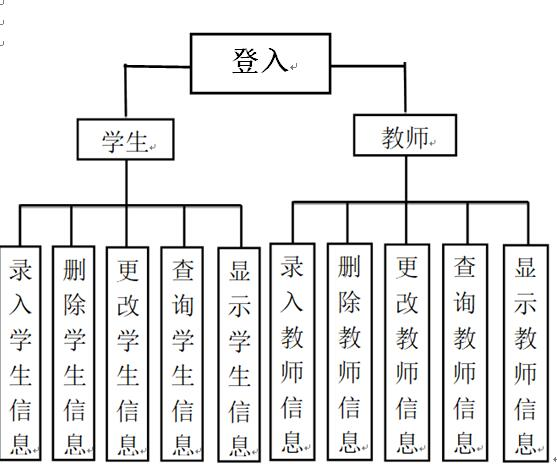 登入
学生
教师
录入学生信息
删除学生信息
更改学生信息
查询学生信息
显示学生信息
录入教师信息
删除教师信息
更改教师信息
查询教师信息
显示教师信息